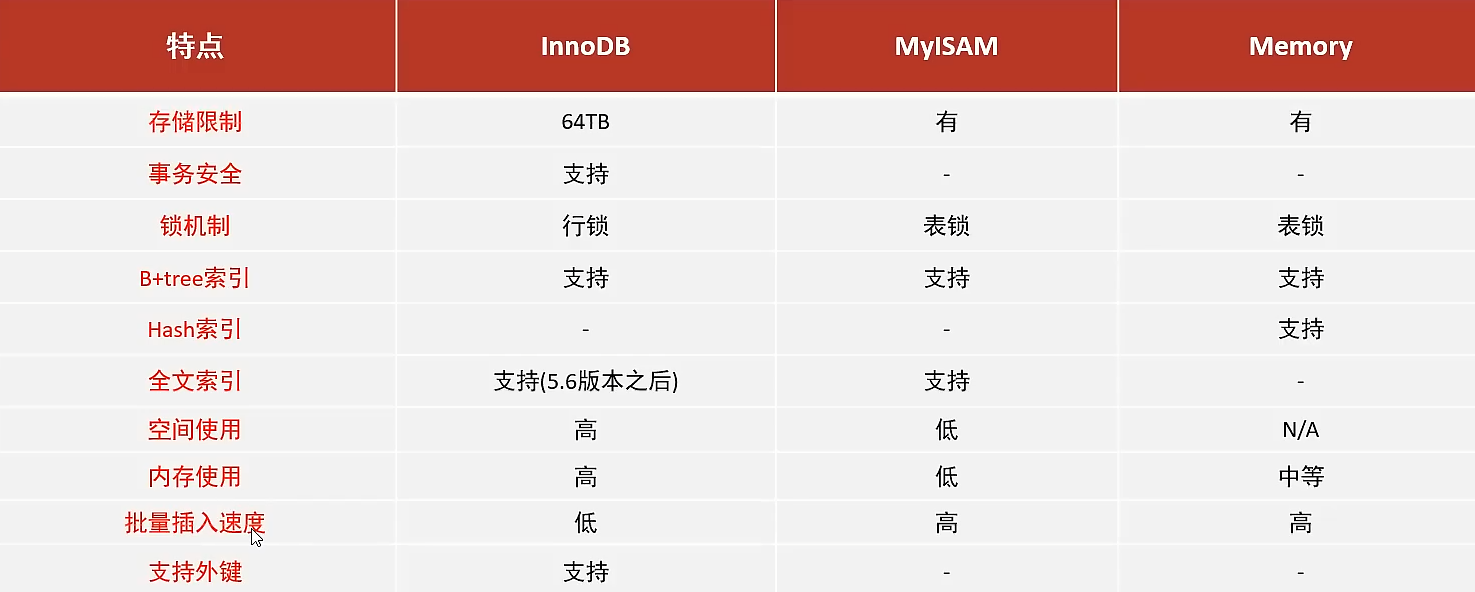 特点 InnoDB MyISAM Memory
存储限制 64TB 有 有
事务安全 支持 - -
锁机制 行锁 表锁 表锁
B+tree索引 支持 支持 支持
Hash索引 - - 支持
全文索引 支持(5.6版本之后) 支持 -
空间使用 高 低 N/A
内存使用 高 低 中等
批量插入速度 低 高 高
支持外键 支持 - -